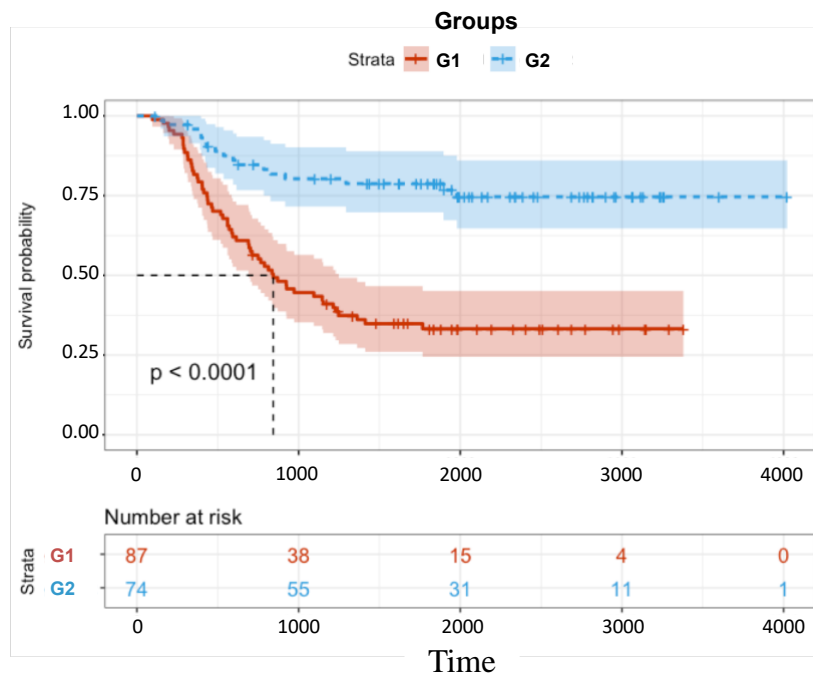 Groups
Strata G1 G2
Survival probability
1.00
0.75
0.50
0.25
0.00
p < 0.0001
0 1000 2000 3000 4000
Number at risk
Strata
G1 87 38 15 4 0
G2 74 55 31 11 1
0 1000 2000 3000 4000
Time